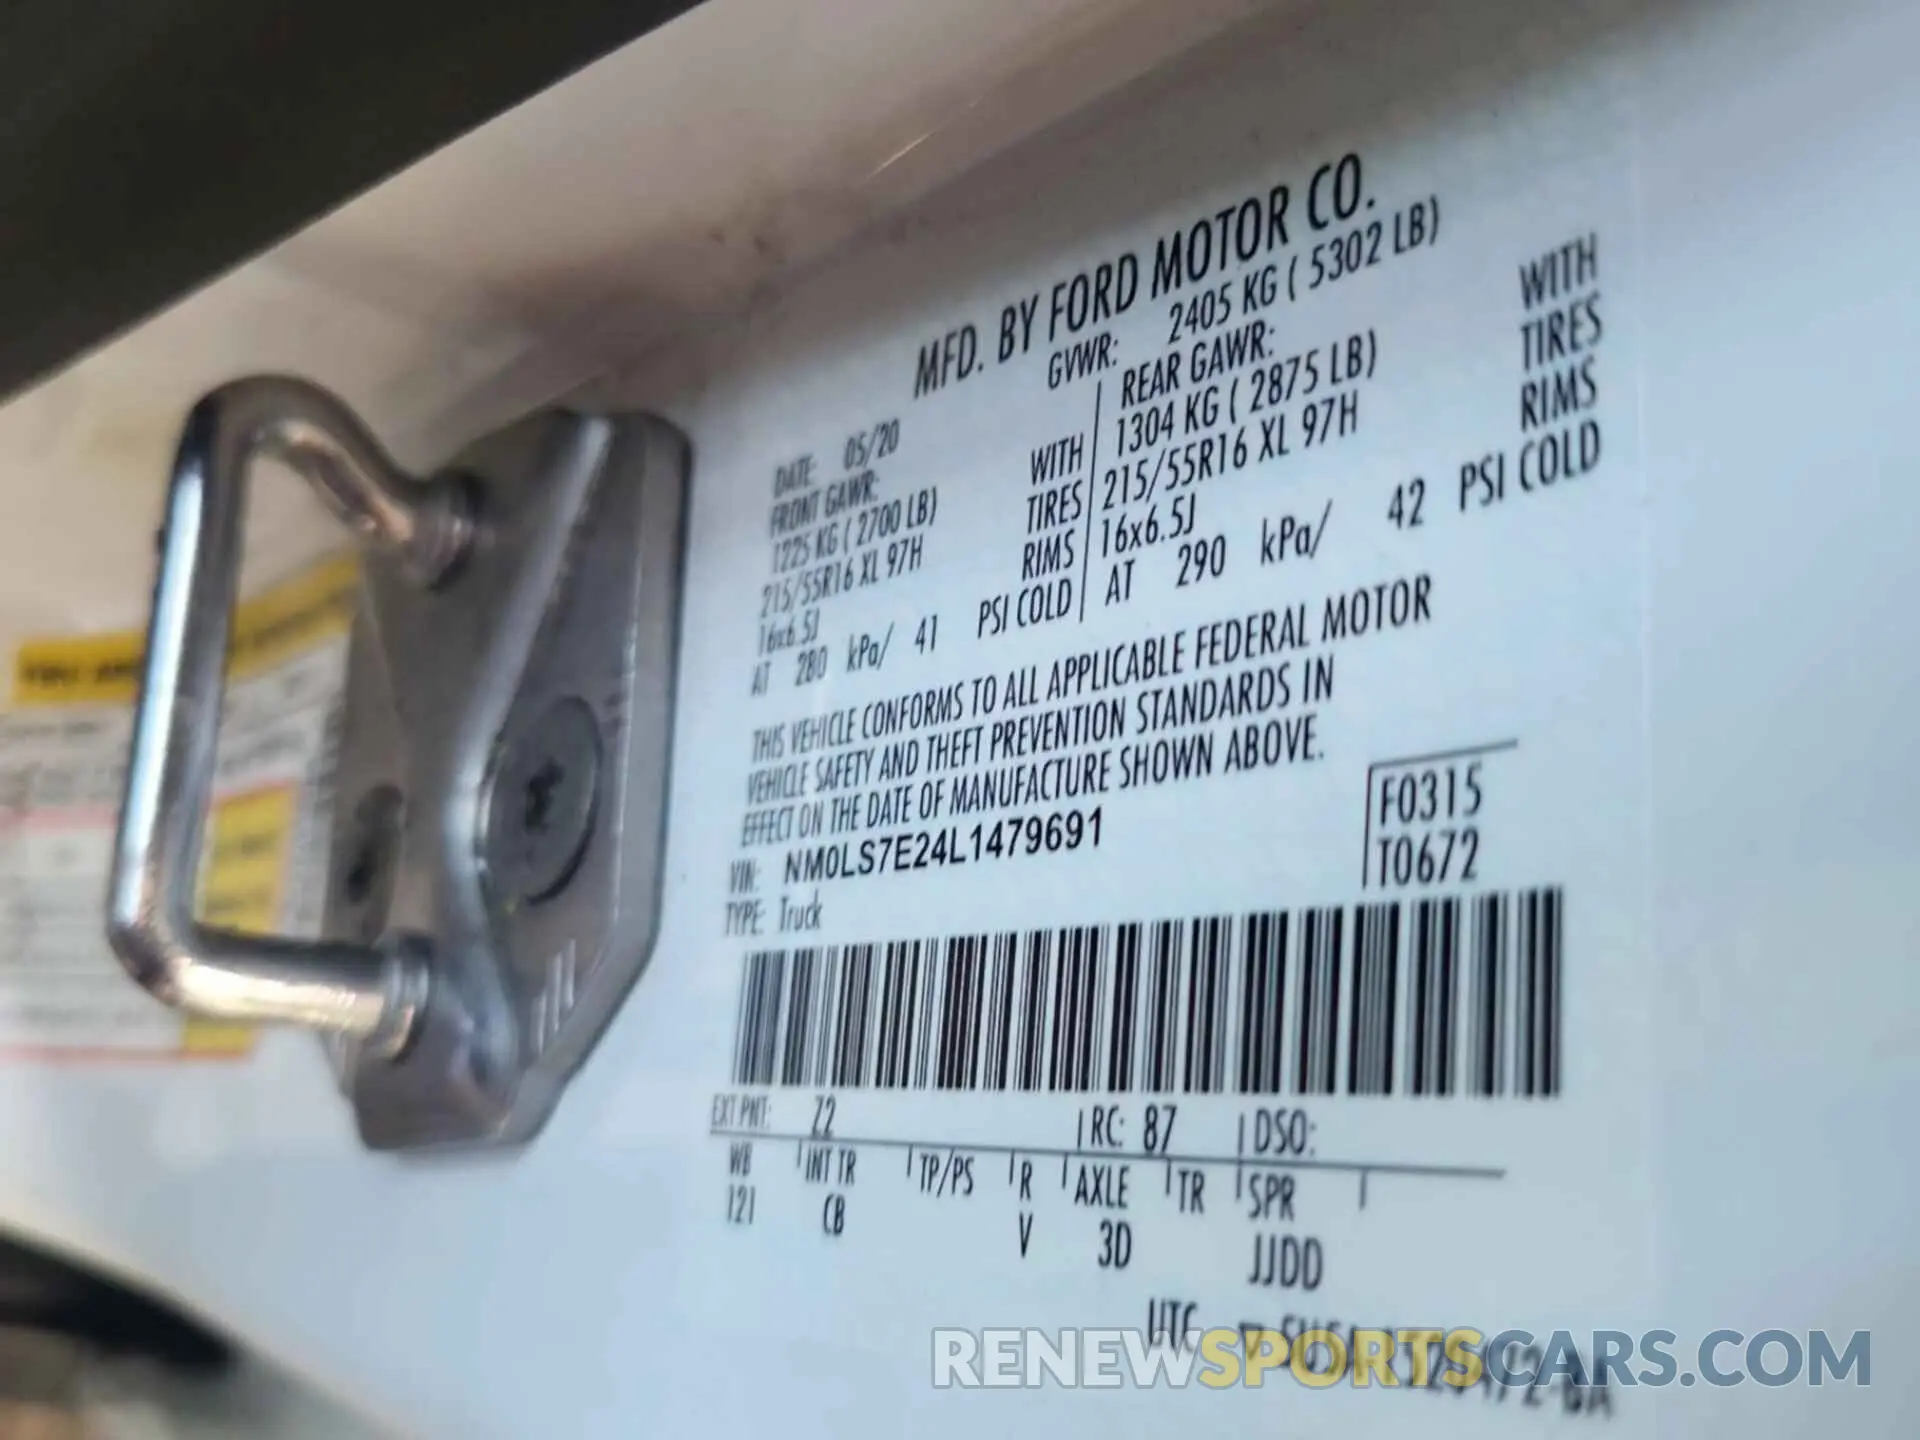 MFD. BY FORD MOTOR CO.
DATE: 05/20
GVWR: 2405 KG ( 5302 LB)
FRONT GAWR:
1225 KG ( 2700 LB) WITH
215/55R16 XL 97H TIRES
16x6.5J RIMS
AT 280 kPa/ 41 PSI COLD
REAR GAWR:
1304 KG ( 2875 LB) WITH
215/55R16 XL 97H TIRES
16x6.5J RIMS
AT 290 kPa/ 42 PSI COLD
THIS VEHICLE CONFORMS TO ALL APPLICABLE FEDERAL MOTOR
VEHICLE SAFETY AND THEFT PREVENTION STANDARDS IN
EFFECT ON THE DATE OF MANUFACTURE SHOWN ABOVE.
VIN: NM0LS7E24L1479691
TYPE: Truck
F0315
T0672
EXT PNT: Z2 RC: 87 DSO:
WB INT TR TP/PS R AXLE TR SPR
121 CB V 3D JJDD
UTC
RENEWSPORTSCARS.COM